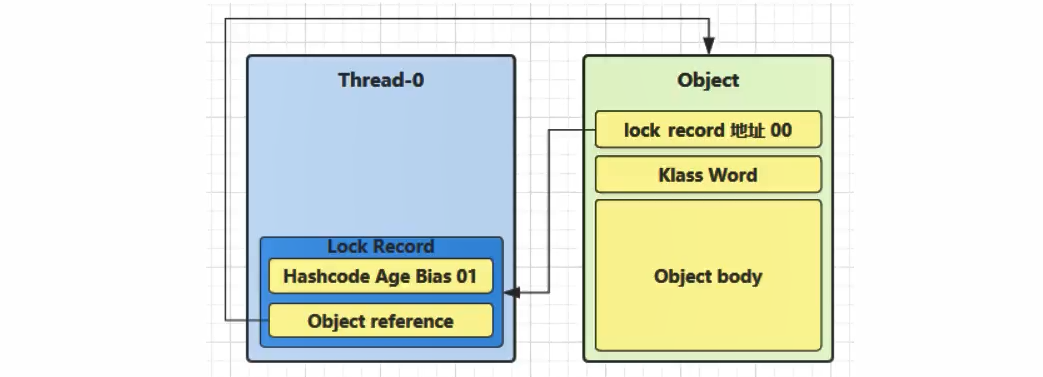 Thread-0
Lock Record
Hashcode Age Bias 01
Object reference
Object
lock record 地址 00
Klass Word
Object body